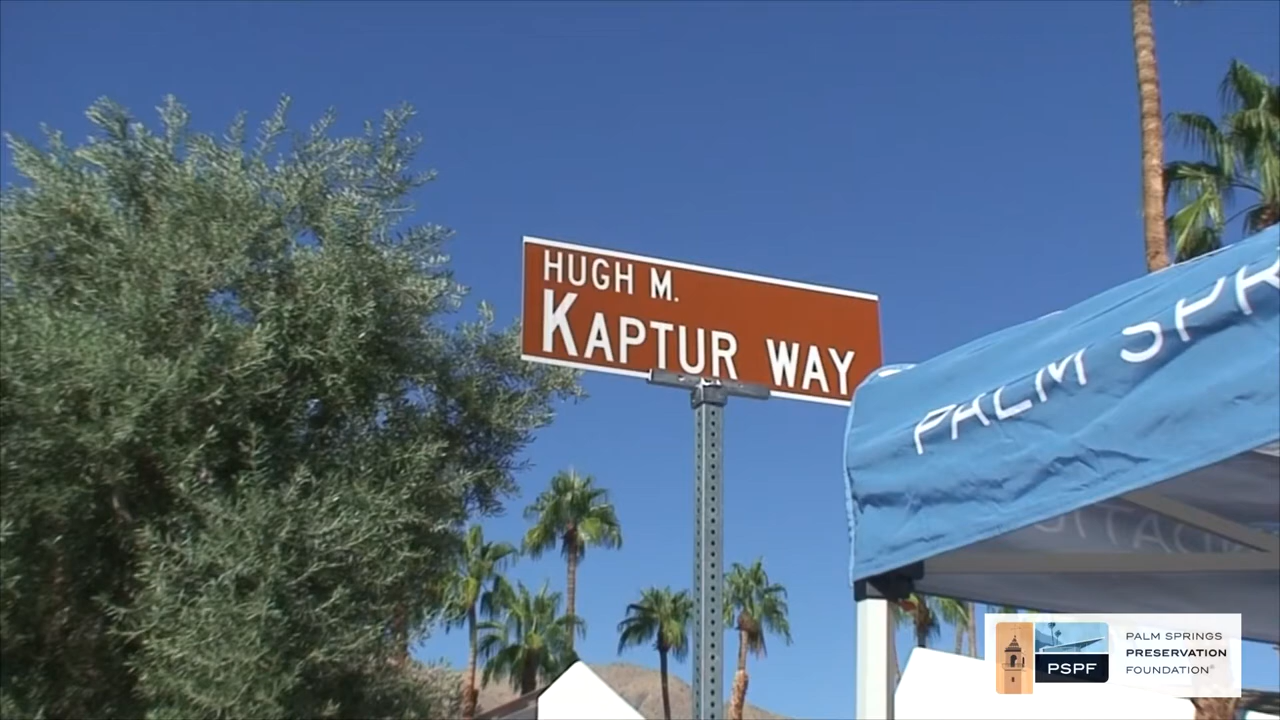 HUGH M.
KAPTUR WAY
PALM SPR
PSPF
PALM SPRINGS
PRESERVATION
FOUNDATION®